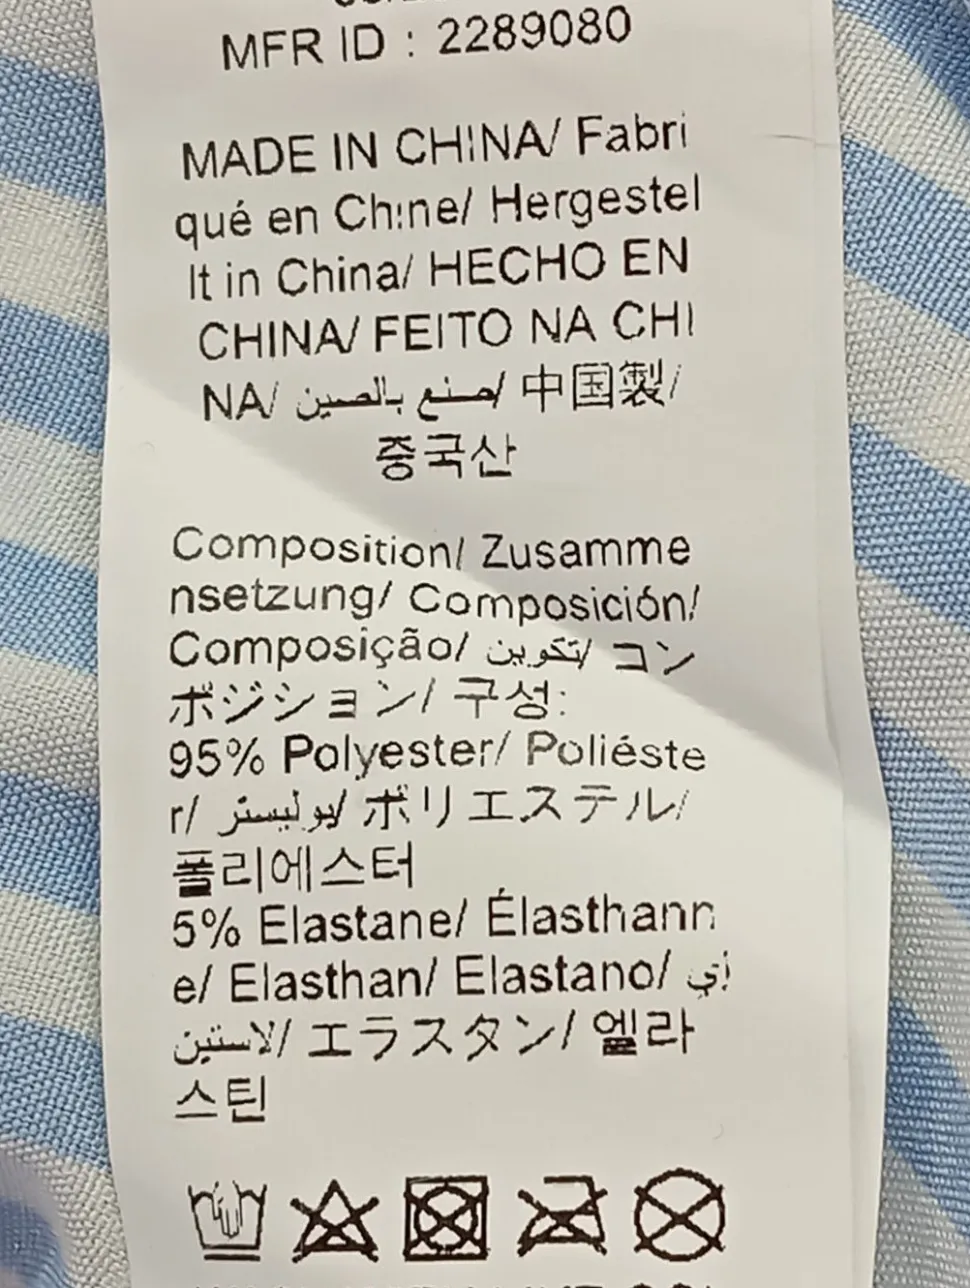 MFR ID : 2289080
MADE IN CHINA/ Fabri
qué en Chine/ Hergestel
lt in China/ HECHO EN
CHINA/ FEITO NA CHI
NA/ صنع بالصين/ 中国製/
중국산
Composition/ Zusamme
nsetzung/ Composición/
Composição/ تكوين/ コン
ポジション/ 구성:
95% Polyester/ Poliéste
r/ بوليستر/ ポリエステル/
폴리에스터
5% Elastane/ Élasthann
e/ Elasthan/ Elastano/ أي
لاستين/ エラスタン/ 엘라
스틴